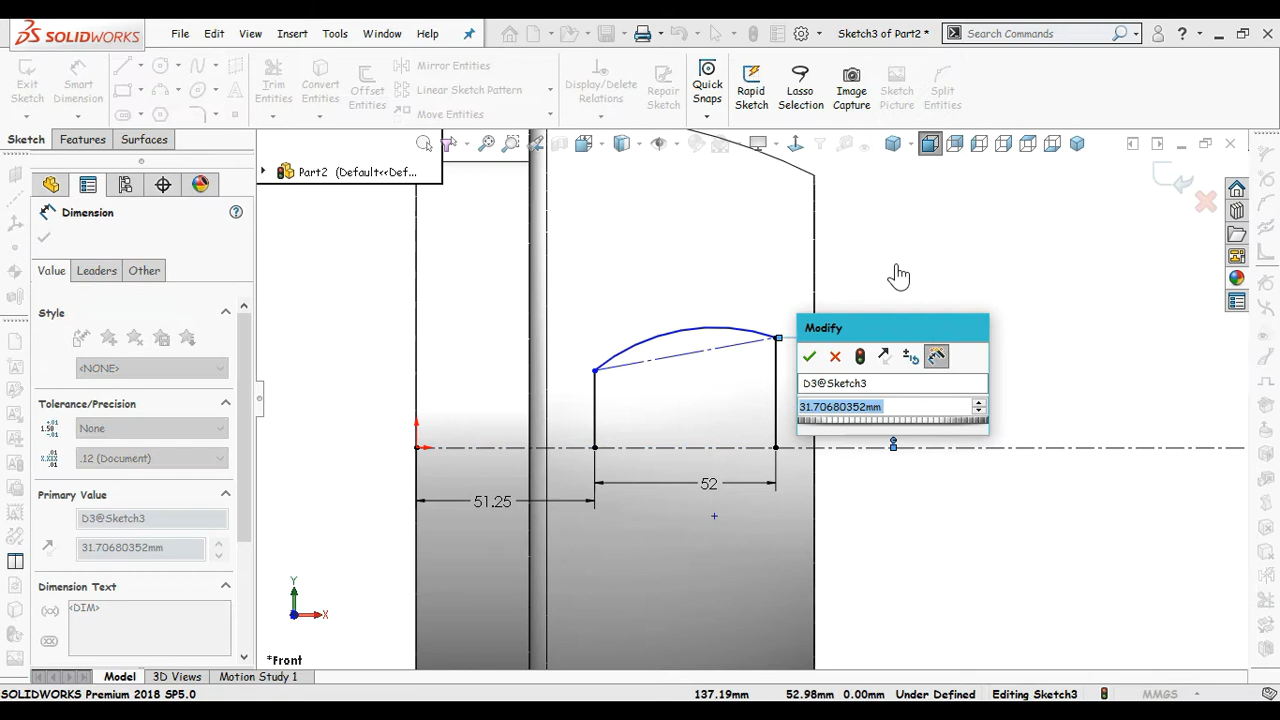 SOLIDWORKS
File Edit View Insert Tools Window Help
Sketch3 of Part2 *
Search Commands
Exit Sketch
Smart Dimension
Trim Entities
Convert Entities
Offset Entities
Mirror Entities
Linear Sketch Pattern
Move Entities
Display/Delete Relations
Repair Sketch
Quick Snaps
Rapid Sketch
Lasso Selection
Image Capture
Sketch Picture
Split Entities
Sketch Features Surfaces
Part2 (Default<<Def...
Dimension
Value Leaders Other
Style
<NONE>
Tolerance/Precision
None
.12 (Document)
Primary Value
D3@Sketch3
31.70680352mm
Dimension Text
<DIM>
Modify
D3@Sketch3
31.70680352mm
52
51.25
Y
X
*Front
Model 3D Views Motion Study 1
SOLIDWORKS Premium 2018 SP5.0
137.19mm 52.98mm 0.00mm Under Defined Editing Sketch3 MMGS